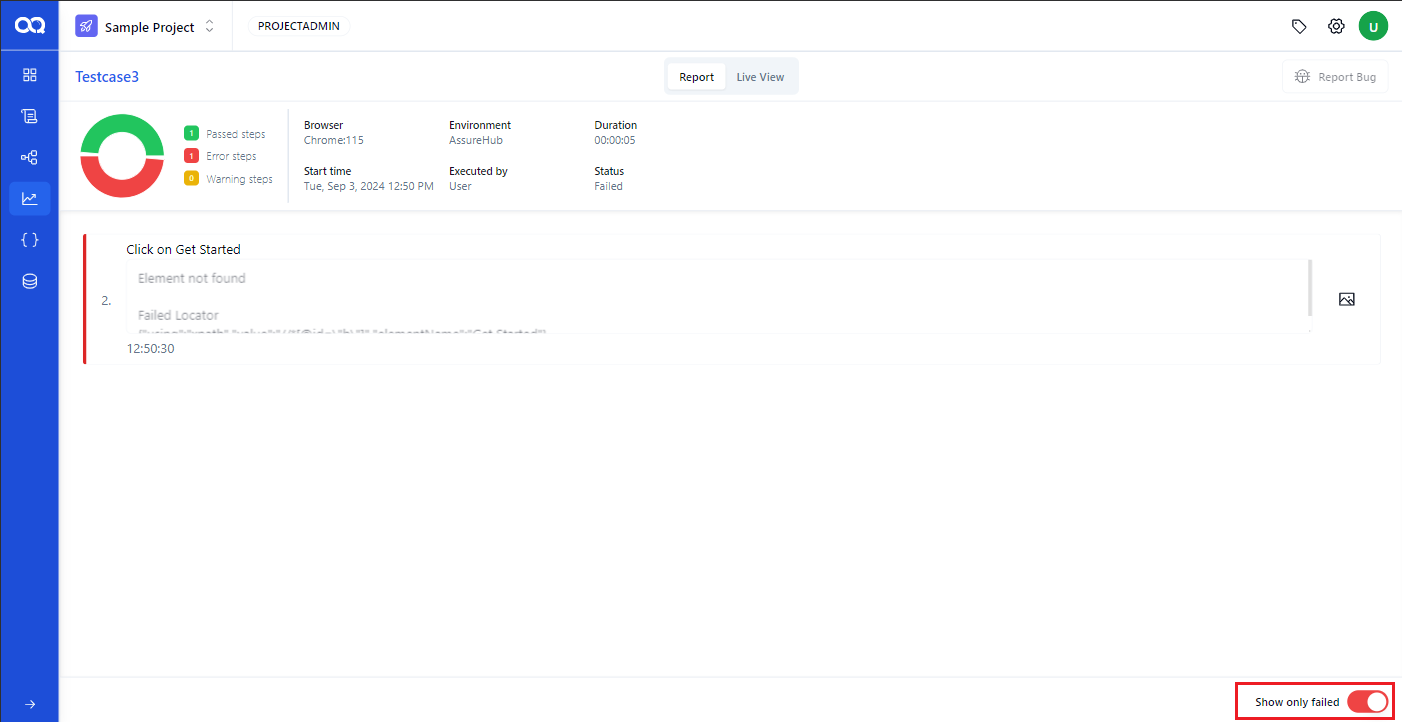 Sample Project
PROJECTADMIN
U
Testcase3
Report
Live View
Report Bug
1 Passed steps
1 Error steps
0 Warning steps
Browser
Chrome:115
Environment
AssureHub
Duration
00:00:05
Start time
Tue, Sep 3, 2024 12:50 PM
Executed by
User
Status
Failed
Click on Get Started
2.
Element not found
Failed Locator
12:50:30
Show only failed